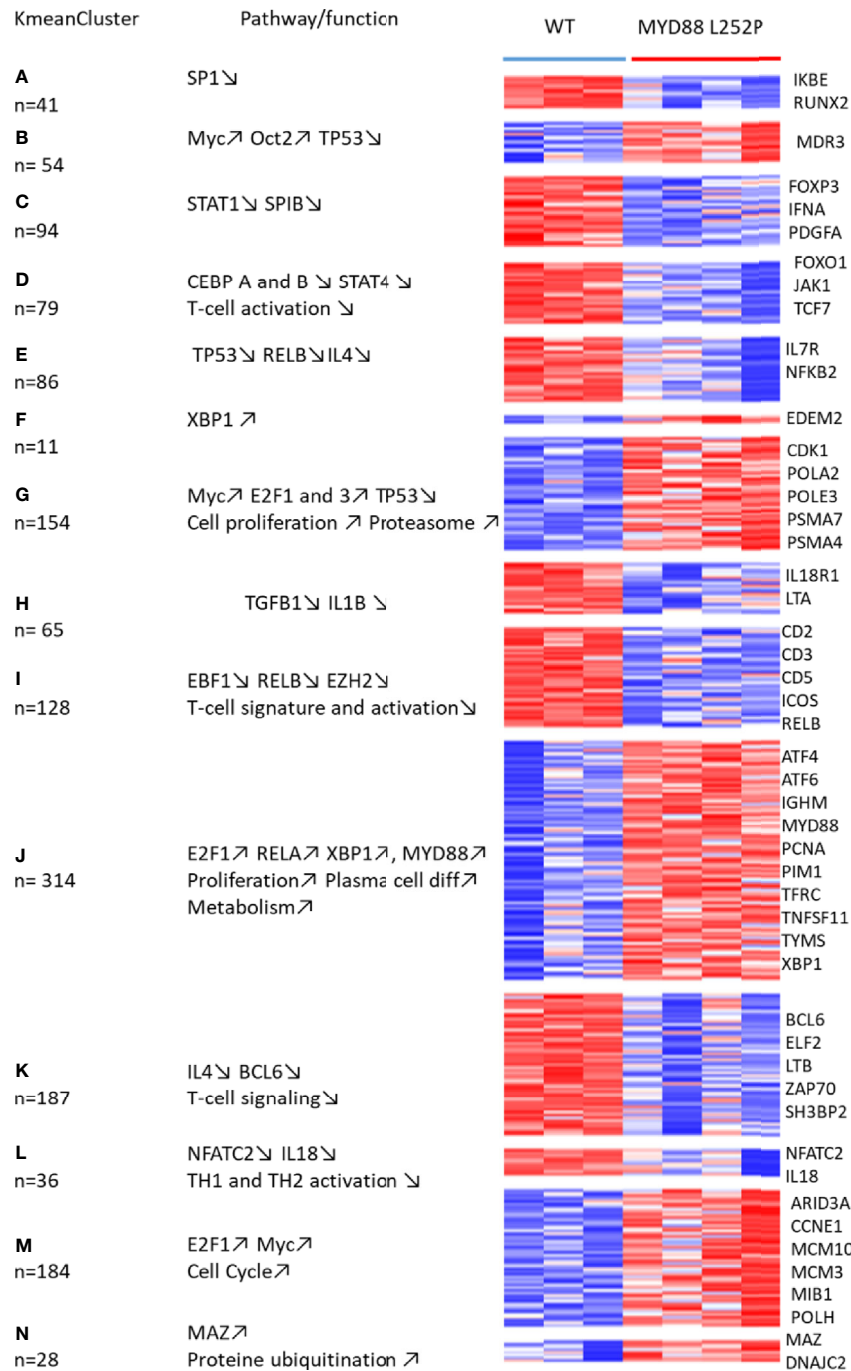 KmeanCluster Pathway/function WT MYD88 L252P
A SP1↘ IKBE
n=41 RUNX2
B Myc↗ Oct2↗ TP53↘ MDR3
n= 54
C STAT1↘ SPIB↘ FOXP3
n=94 IFNA
PDGFA
D CEBP A and B ↘ STAT4 ↘ FOXO1
n=79 T-cell activation ↘ JAK1
TCF7
E TP53↘ RELB↘IL4↘ IL7R
n=86 NFKB2
F XBP1 ↗ EDEM2
n=11
G Myc↗ E2F1 and 3↗ TP53↘ CDK1
n=154 Cell proliferation ↗ Proteasome ↗ POLA2
POLE3
PSMA7
PSMA4
H TGFB1↘ IL1B ↘ IL18R1
n= 65 LTA
I EBF1↘ RELB↘ EZH2↘ CD2
n=128 T-cell signature and activation↘ CD3
CD5
ICOS
RELB
J E2F1↗ RELA↗ XBP1↗, MYD88↗ ATF4
n= 314 Proliferation↗ Plasma cell diff↗ ATF6
Metabolism↗ IGHM
MYD88
PCNA
PIM1
TFRC
TNFSF11
TYMS
XBP1
K IL4↘ BCL6↘ BCL6
n=187 T-cell signaling↘ ELF2
LTB
ZAP70
SH3BP2
L NFATC2↘ IL18↘ NFATC2
n=36 TH1 and TH2 activation ↘ IL18
M E2F1↗ Myc↗ ARID3A
n=184 Cell Cycle↗ CCNE1
MCM10
MCM3
MIB1
POLH
N MAZ↗ MAZ
n=28 Proteine ubiquitination ↗ DNAJC2